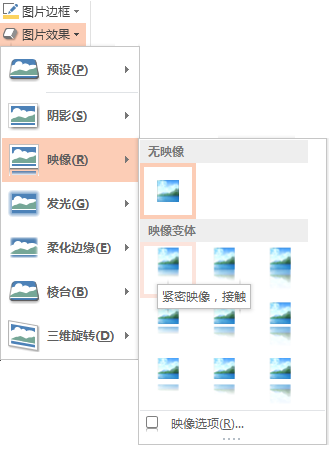 图片边框
图片效果
预设(P)
阴影(S)
映像(R)
发光(G)
柔化边缘(E)
棱台(B)
三维旋转(D)
无映像
映像变体
紧密映像，接触
映像选项(R)...